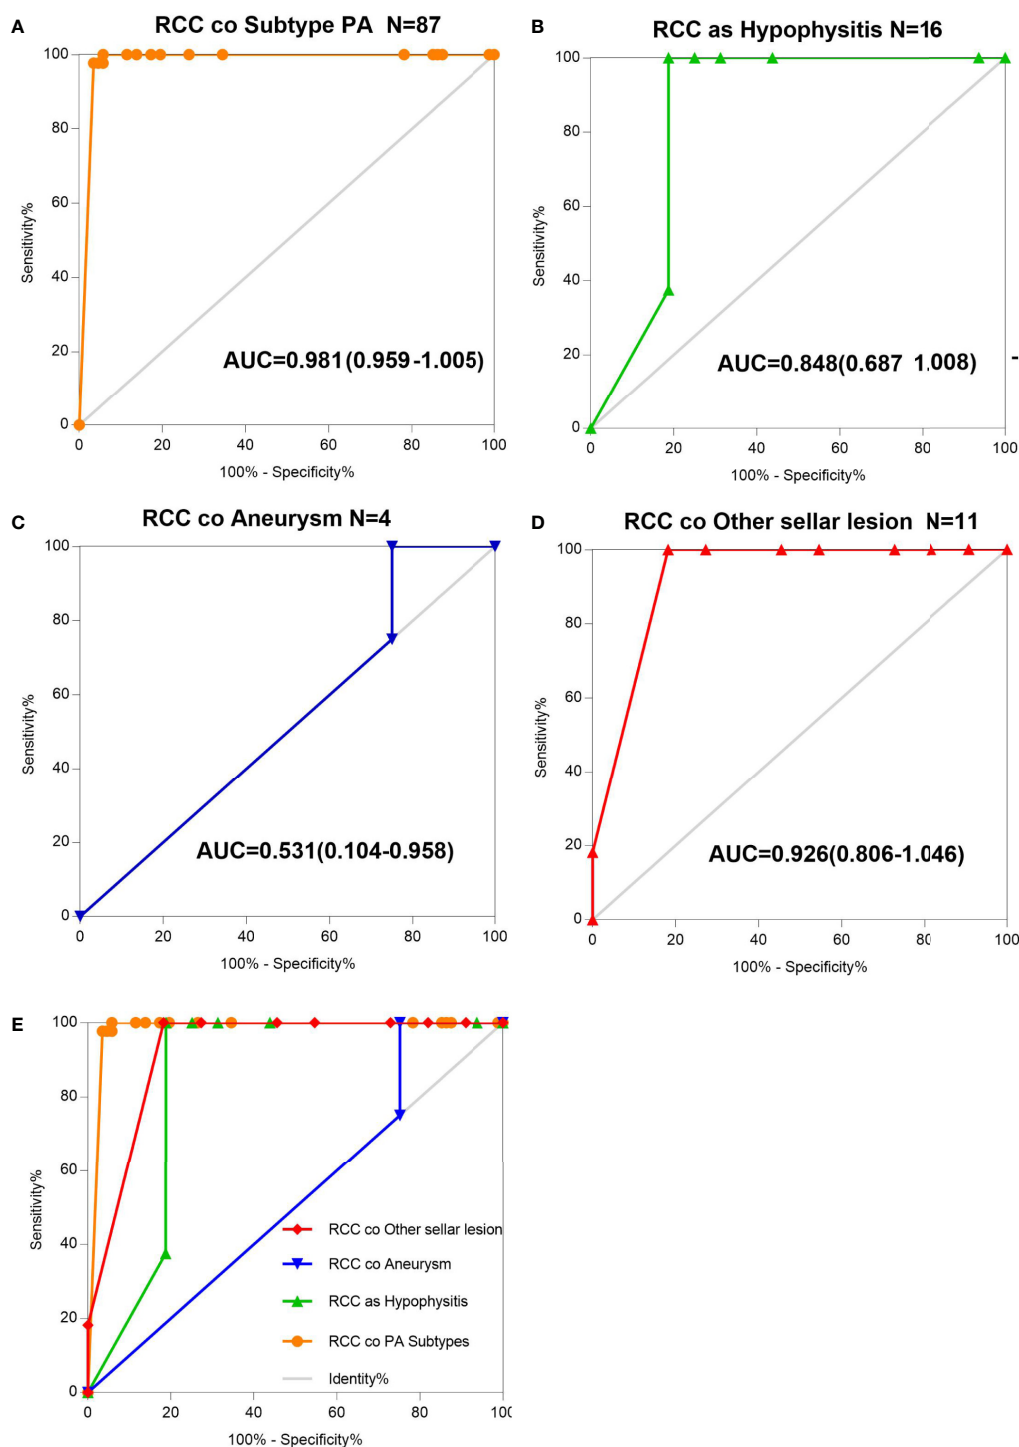 A
RCC co Subtype PA N=87
100
80
60
40
20
0
Sensitivity%
AUC=0.981(0.959-1.005)
0 20 40 60 80 100
100% - Specificity%
B
RCC as Hypophysitis N=16
100
80
60
40
20
0
Sensitivity%
AUC=0.848(0.687 1.008) -
0 20 40 60 80 100
100% - Specificity%
C
RCC co Aneurysm N=4
100
80
60
40
20
0
Sensitivity%
AUC=0.531(0.104-0.958)
0 20 40 60 80 100
100% - Specificity%
D
RCC co Other sellar lesion N=11
100
80
60
40
20
0
Sensitivity%
AUC=0.926(0.806-1.046)
0 20 40 60 80 100
100% - Specificity%
E
100
80
60
40
20
0
Sensitivity%
RCC co Other sellar lesion
RCC co Aneurysm
RCC as Hypophysitis
RCC co PA Subtypes
Identity%
0 20 40 60 80 100
100% - Specificity%